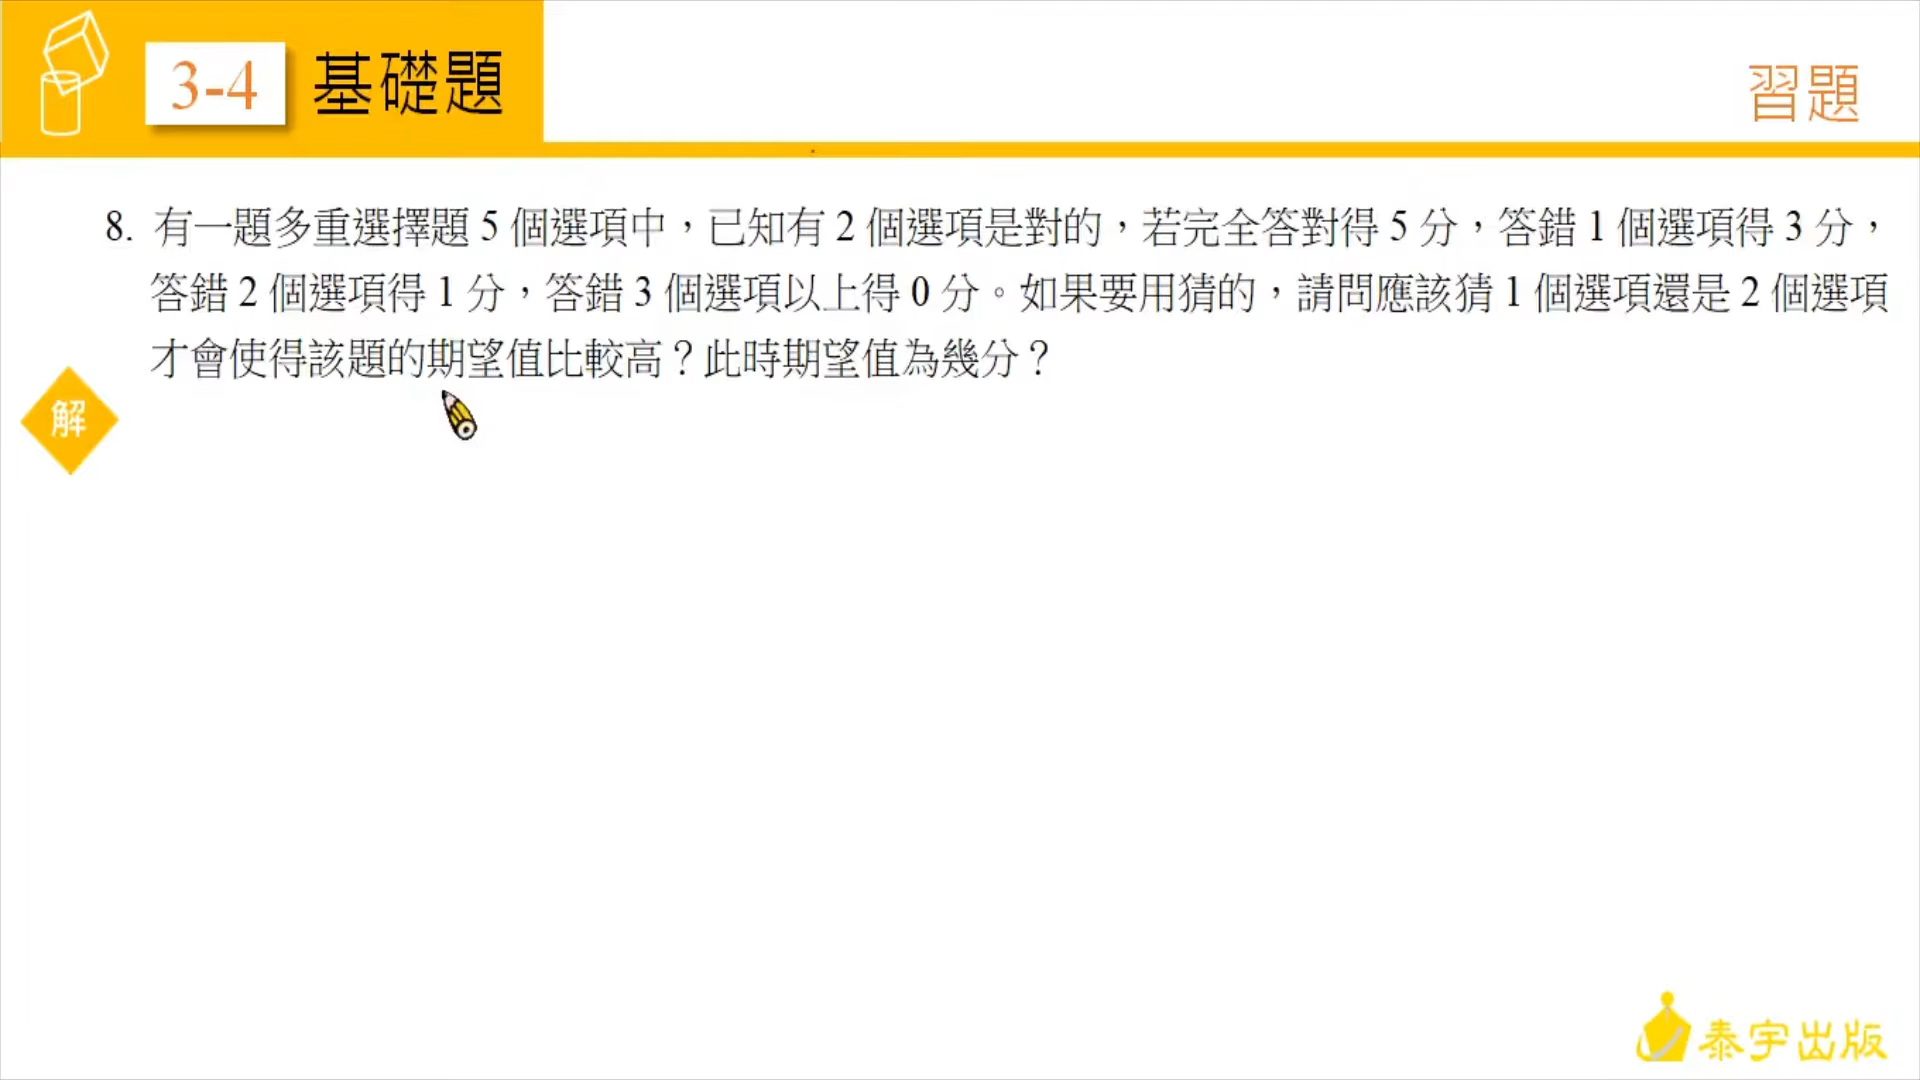 3-4 基礎題
習題
8. 有一題多重選擇題 5 個選項中，已知有 2 個選項是對的，若完全答對得 5 分，答錯 1 個選項得 3 分，
答錯 2 個選項得 1 分，答錯 3 個選項以上得 0 分。如果要用猜的，請問應該猜 1 個選項還是 2 個選項
才會使得該題的期望值比較高？此時期望值為幾分？
解
泰宇出版